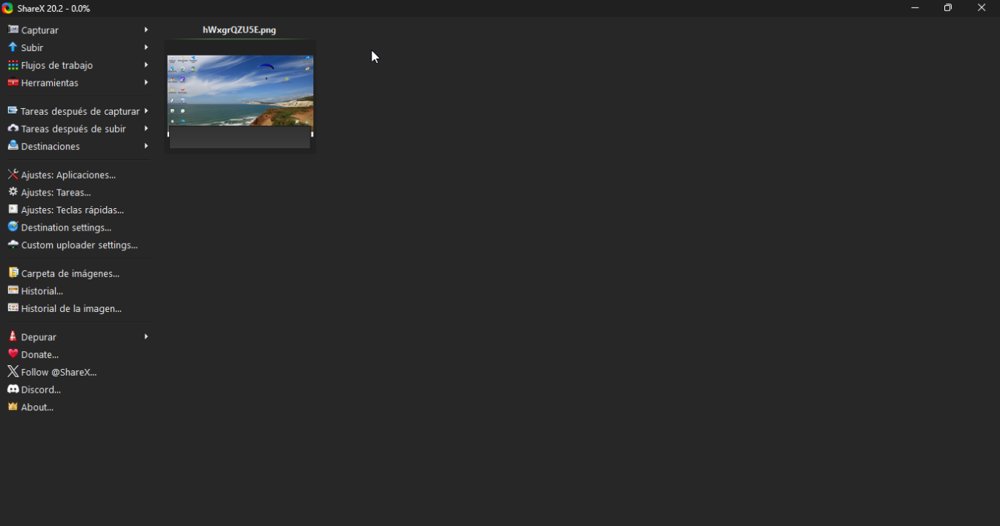 ShareX 20.2 - 0.0%
Capturar
Subir
Flujos de trabajo
Herramientas
Tareas después de capturar
Tareas después de subir
Destinaciones
Ajustes: Aplicaciones...
Ajustes: Tareas...
Ajustes: Teclas rápidas...
Destination settings...
Custom uploader settings...
Carpeta de imágenes...
Historial...
Historial de la imagen...
Depurar
Donate...
Follow @ShareX...
Discord...
About...
hWxgrQZU5E.png